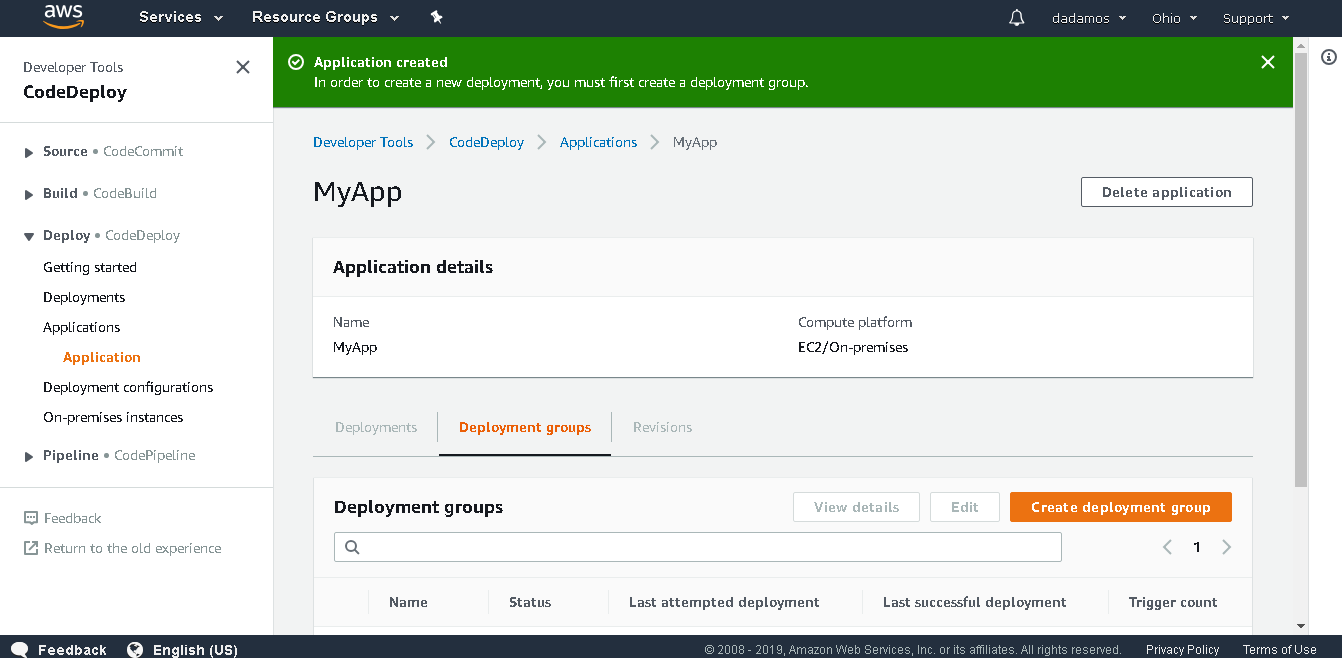 aws Services Resource Groups dadamos Ohio Support
Developer Tools
CodeDeploy
Source • CodeCommit
Build • CodeBuild
Deploy • CodeDeploy
Getting started
Deployments
Applications
Application
Deployment configurations
On-premises instances
Pipeline • CodePipeline
Feedback
Return to the old experience
Application created
In order to create a new deployment, you must first create a deployment group.
Developer Tools CodeDeploy Applications MyApp
MyApp Delete application
Application details
Name Compute platform
MyApp EC2/On-premises
Deployments Deployment groups Revisions
Deployment groups View details Edit Create deployment group
1
Name Status Last attempted deployment Last successful deployment Trigger count
Feedback English (US) © 2008 - 2019, Amazon Web Services, Inc. or its affiliates. All rights reserved. Privacy Policy Terms of Use